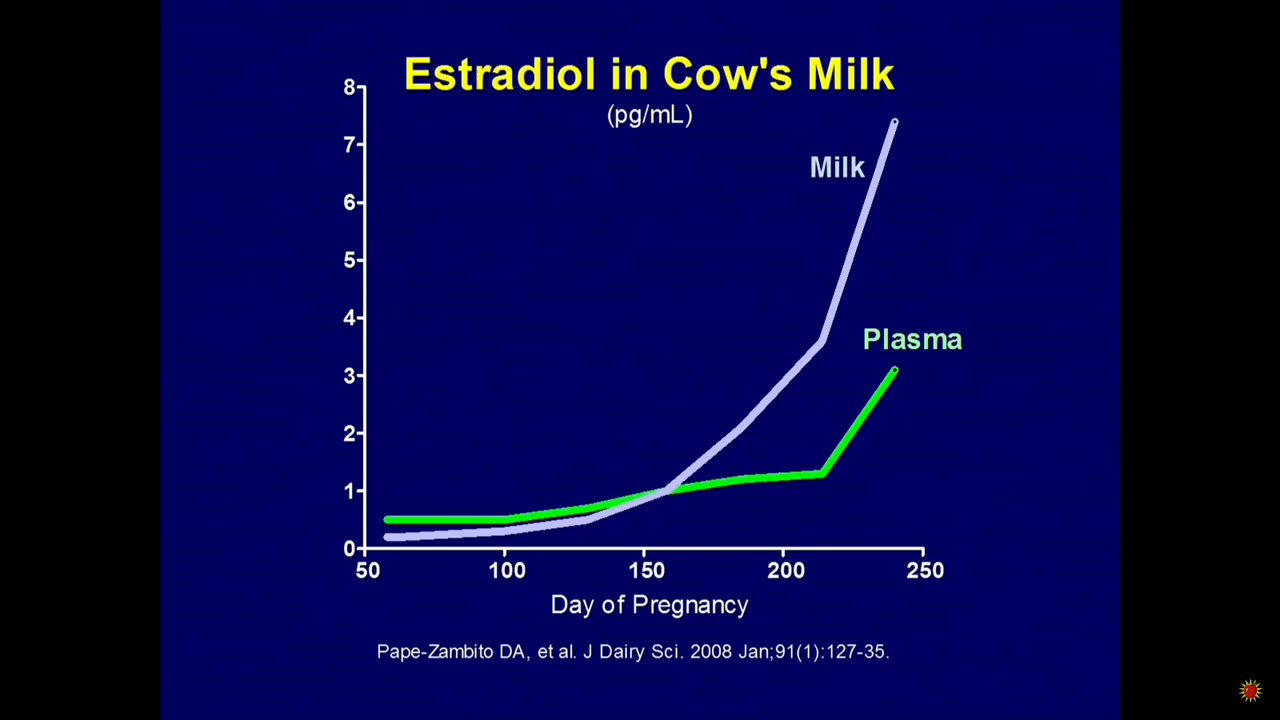 Estradiol in Cow's Milk
(pg/mL)
8
7
6
5
4
3
2
1
0
Milk
Plasma
50 100 150 200 250
Day of Pregnancy
Pape-Zambito DA, et al. J Dairy Sci. 2008 Jan;91(1):127-35.